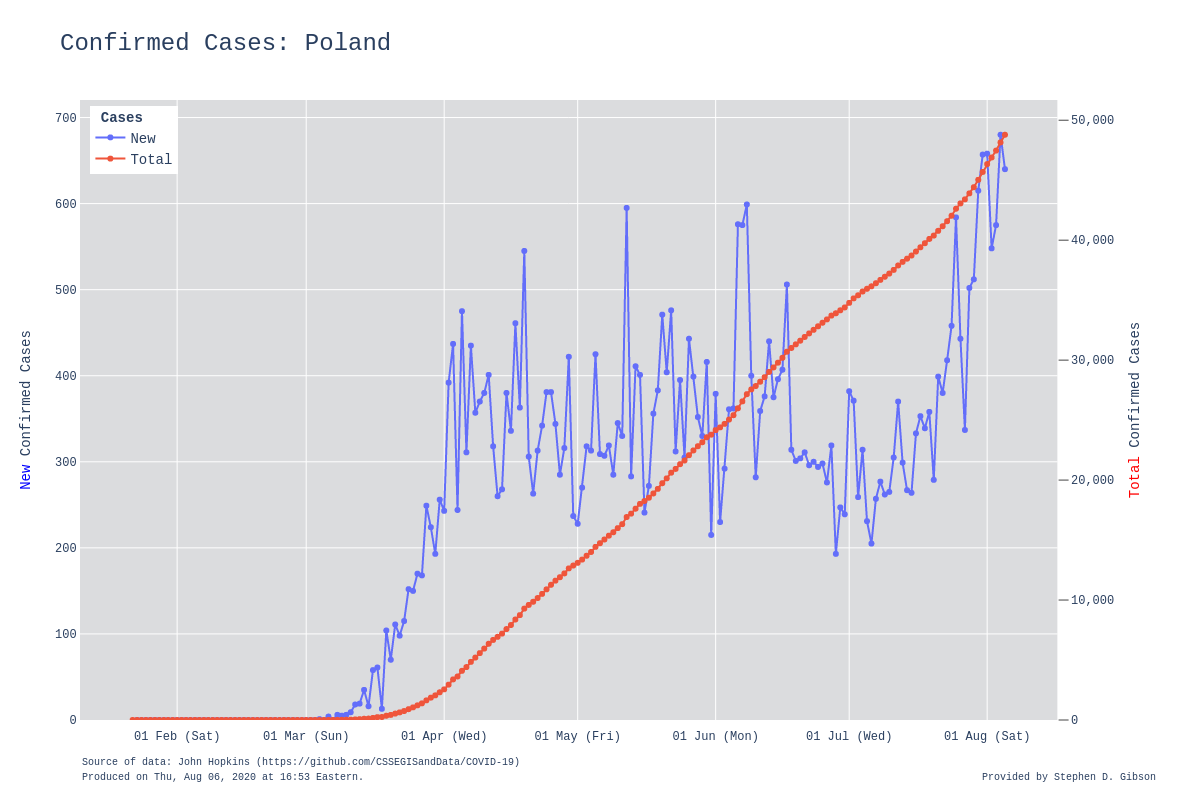 Confirmed Cases: Poland
Cases
New
Total
700
600
500
400
300
200
100
0
50,000
40,000
30,000
20,000
10,000
0
New Confirmed Cases
Total Confirmed Cases
01 Feb (Sat)
01 Mar (Sun)
01 Apr (Wed)
01 May (Fri)
01 Jun (Mon)
01 Jul (Wed)
01 Aug (Sat)
Source of data: John Hopkins (https://github.com/CSSEGISandData/COVID-19)
Produced on Thu, Aug 06, 2020 at 16:53 Eastern.
Provided by Stephen D. Gibson